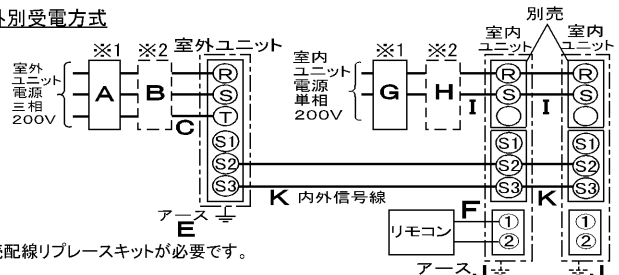 外別受電方式
別売
※1 ※2 室外ユニット
※1 ※2
室内
ユニット
室内
ユニット
室外
ユニット
電源
三相
200V
A
B
C
R
S
T
S1
S2
S3
室内
ユニット
電源
単相
200V
G
H
I
R
S
S1
S2
S3
I
R
S
S1
S2
S3
K 内外信号線
K
アース
E
リモコン
F
1
2
1
2
配線リプレースキットが必要です。
アース J
J